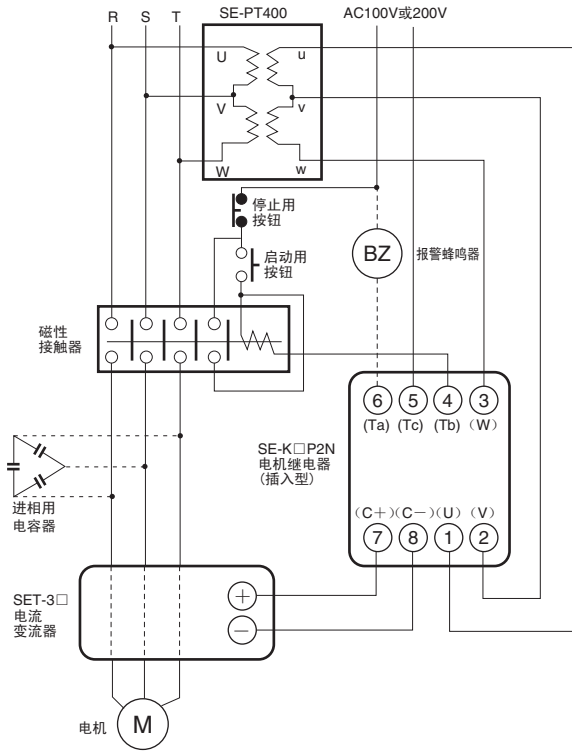 R S T SE-PT400 AC100V或200V
U u
V v
W w
停止用
按钮
启动用
按钮
BZ 报警蜂鸣器
磁性
接触器
6 5 4 3
(Ta) (Tc) (Tb) (W)
SE-K□P2N
电机继电器
(插入型)
(C+) (C-) (U) (V)
7 8 1 2
进相用
电容器
SET-3□
电流
变流器
+
-
电机 M